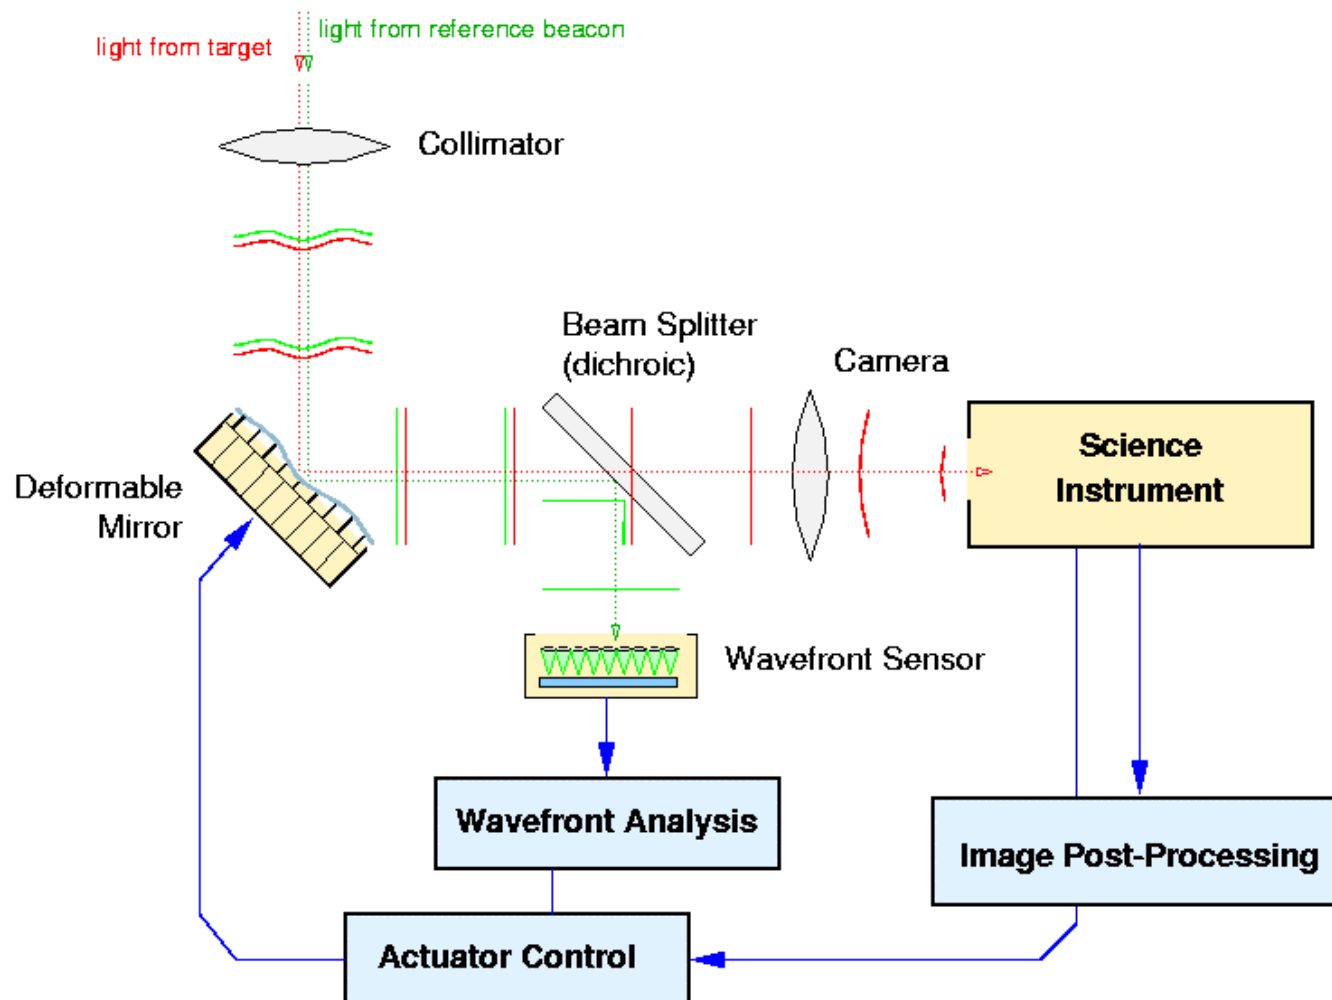 light from reference beacon
light from target
Collimator
Beam Splitter
(dichroic)
Camera
Science
Instrument
Deformable
Mirror
Wavefront Sensor
Wavefront Analysis
Image Post-Processing
Actuator Control